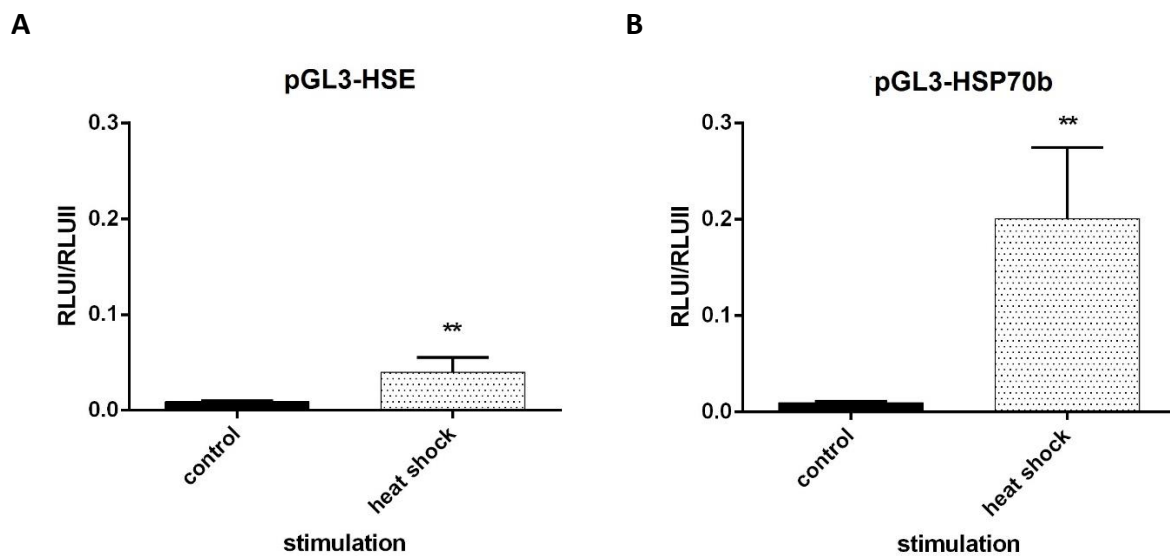 A
pGL3-HSE
0.3
0.2
0.1
0.0
RLUI/RLUII
**
control
heat shock
stimulation
B
pGL3-HSP70b
0.3
0.2
0.1
0.0
RLUI/RLUII
**
control
heat shock
stimulation